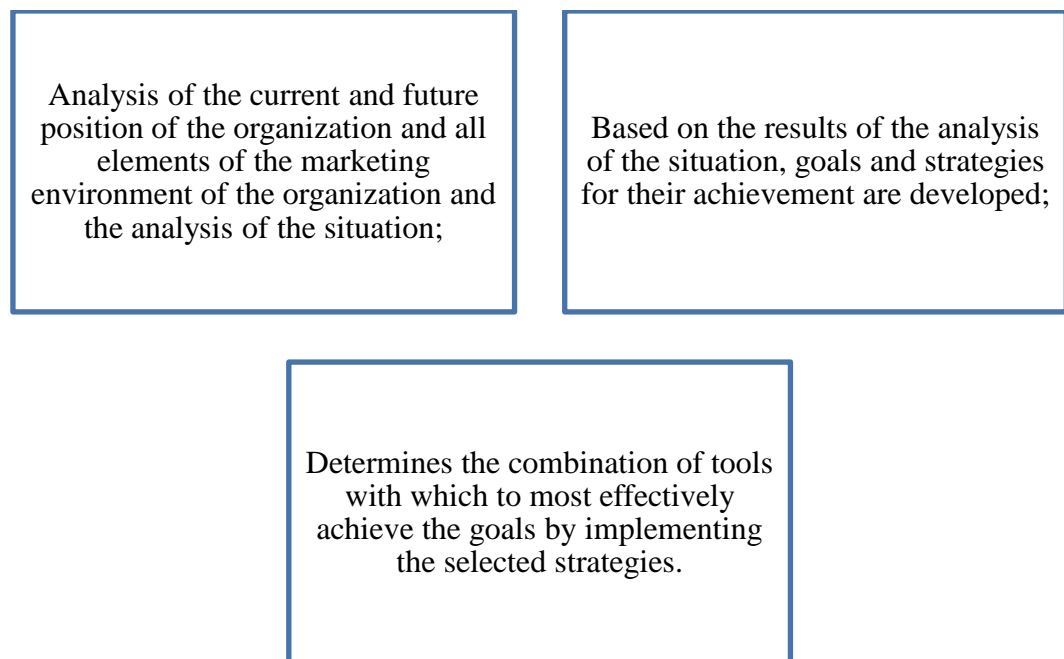 Analysis of the current and future
position of the organization and all
elements of the marketing
environment of the organization and
the analysis of the situation;
Based on the results of the analysis
of the situation, goals and strategies
for their achievement are developed;
Determines the combination of tools
with which to most effectively
achieve the goals by implementing
the selected strategies.